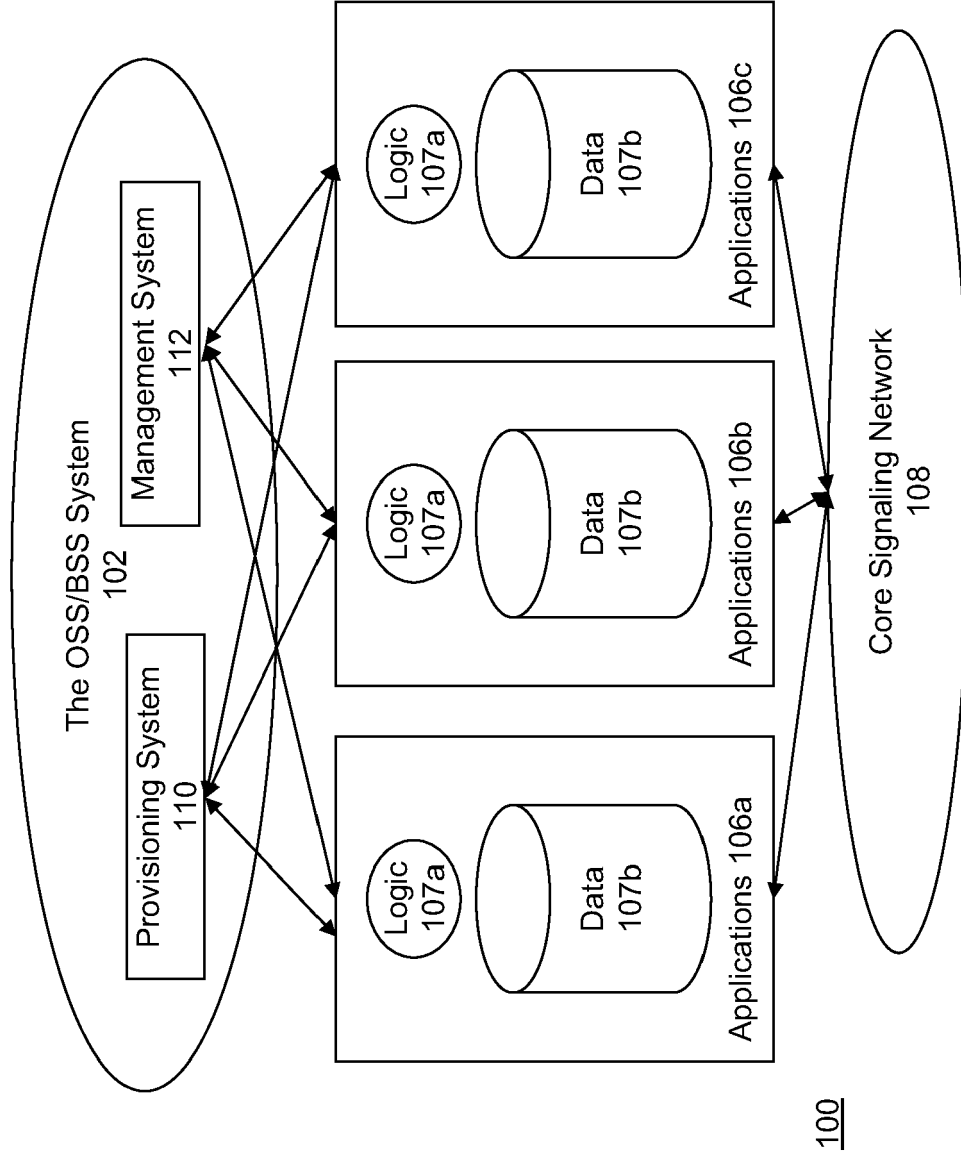 The OSS/BSS System
102
Provisioning System
110
Management System
112
Logic
107a
Data
107b
Applications 106a
Logic
107a
Data
107b
Applications 106b
Logic
107a
Data
107b
Applications 106c
Core Signaling Network
108
100